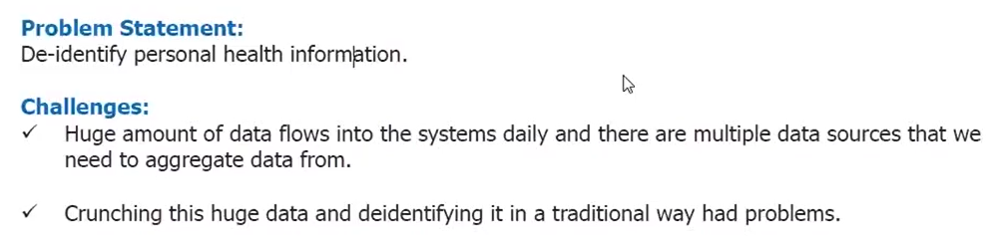 Problem Statement:
De-identify personal health information.
Challenges:
✓ Huge amount of data flows into the systems daily and there are multiple data sources that we
need to aggregate data from.
✓ Crunching this huge data and deidentifying it in a traditional way had problems.